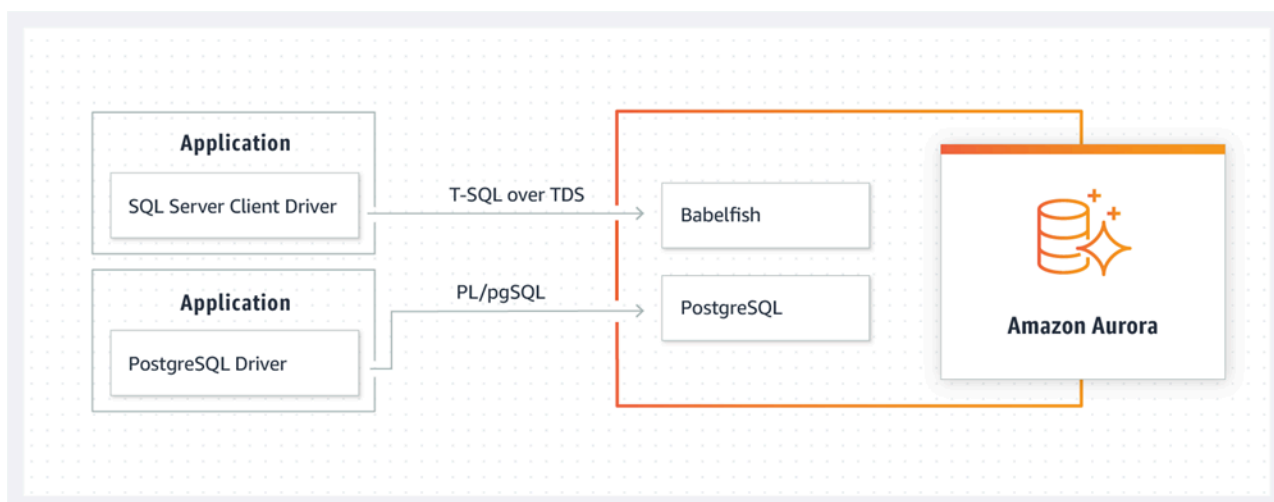 Application
SQL Server Client Driver
T-SQL over TDS
Babelfish
Application
PostgreSQL Driver
PL/pgSQL
PostgreSQL
Amazon Aurora